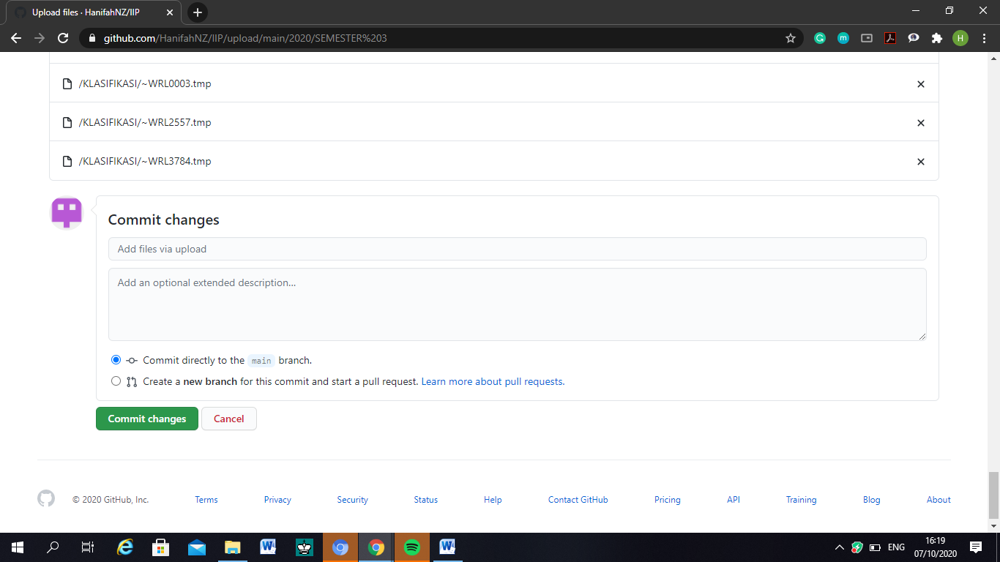 Upload files · HanifahNZ/IIP
github.com/HanifahNZ/IIP/upload/main/2020/SEMESTER%203
H
/KLASIFIKASI/~WRL0003.tmp
/KLASIFIKASI/~WRL2557.tmp
/KLASIFIKASI/~WRL3784.tmp
Commit changes
Add files via upload
Add an optional extended description...
Commit directly to the main branch.
Create a new branch for this commit and start a pull request. Learn more about pull requests.
Commit changes Cancel
© 2020 GitHub, Inc. Terms Privacy Security Status Help Contact GitHub Pricing API Training Blog About
ENG
16:19
07/10/2020